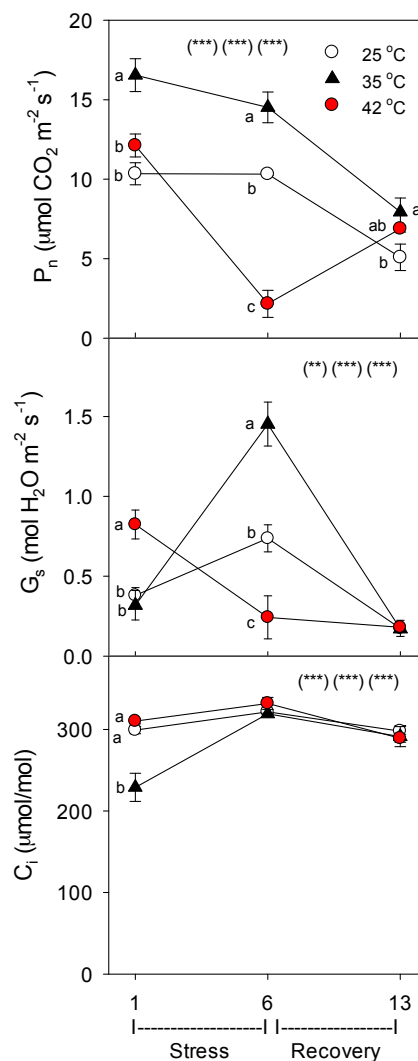 20
(***) (***) (***)
25 °C
35 °C
42 °C
a
15
a
b
10
b
b
a
ab
5
b
c
0
Pn (μmol CO2 m-2 s-1)
(**) (***) (***)
1.5
a
1.0
a
b
0.5
b
b
c
0.0
Gs (mol H2O m-2 s-1)
(***) (***) (***)
a
300
a
b
200
100
0
Ci (μmol/mol)
1 6 13
I--------------------I I--------------------I
Stress Recovery